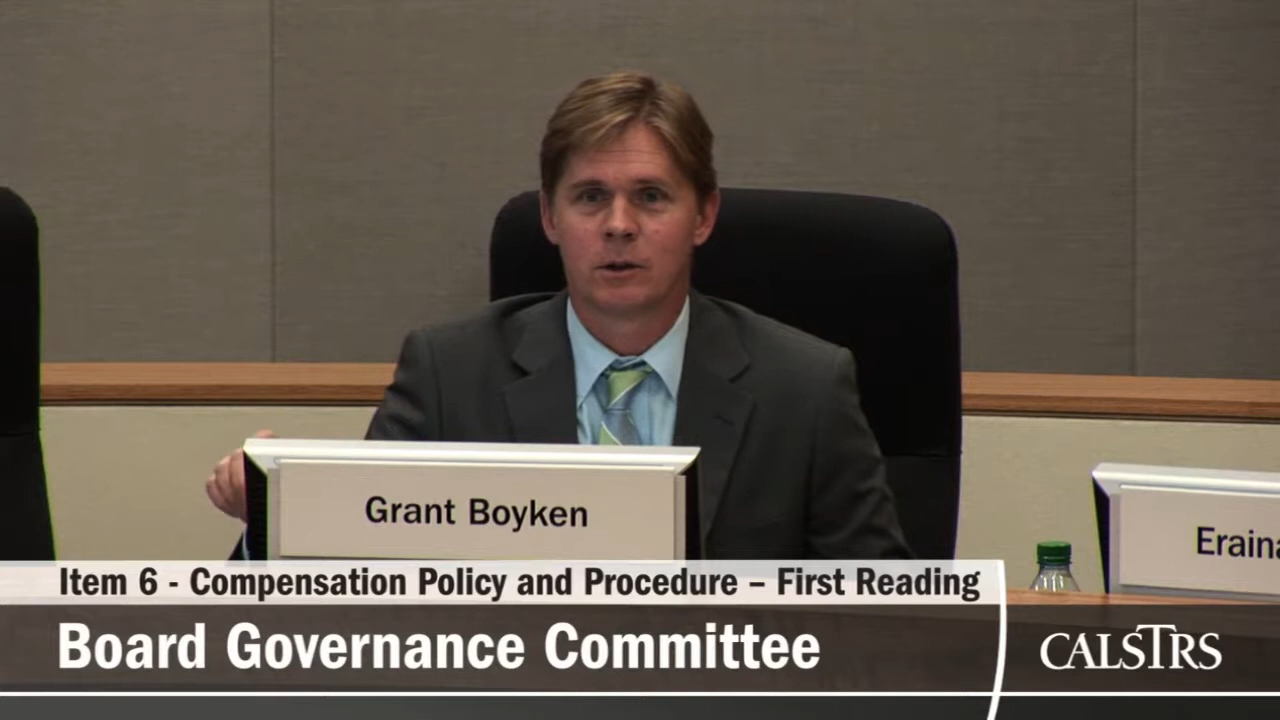 Grant Boyken
Item 6 - Compensation Policy and Procedure – First Reading
Board Governance Committee
CALSTRS